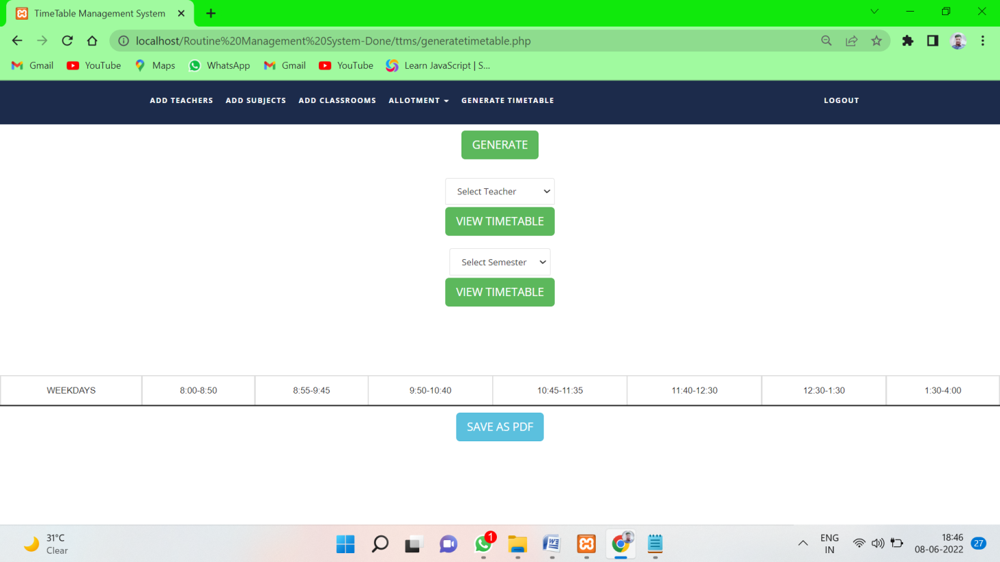 TimeTable Management System
localhost/Routine%20Management%20System-Done/ttms/generatetimetable.php
Gmail YouTube Maps WhatsApp Gmail YouTube Learn JavaScript | S...
ADD TEACHERS ADD SUBJECTS ADD CLASSROOMS ALLOTMENT GENERATE TIMETABLE LOGOUT
GENERATE
Select Teacher
VIEW TIMETABLE
Select Semester
VIEW TIMETABLE
WEEKDAYS 8:00-8:50 8:55-9:45 9:50-10:40 10:45-11:35 11:40-12:30 12:30-1:30 1:30-4:00
SAVE AS PDF
31°C
Clear
1
ENG
IN
18:46
08-06-2022
27